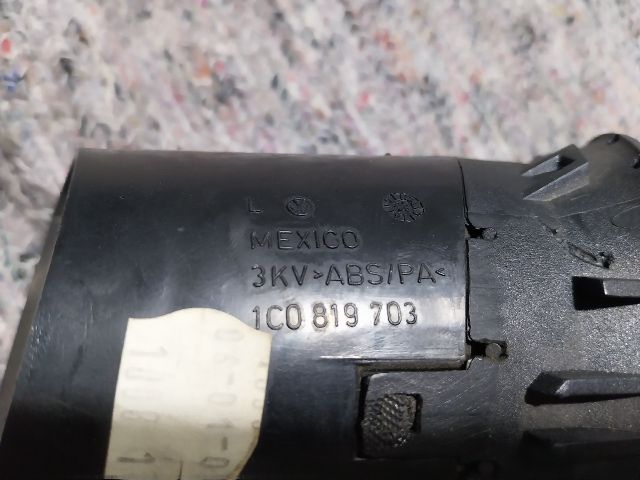 L
MEXICO
3KV >ABS/PA<
1C0 819 703